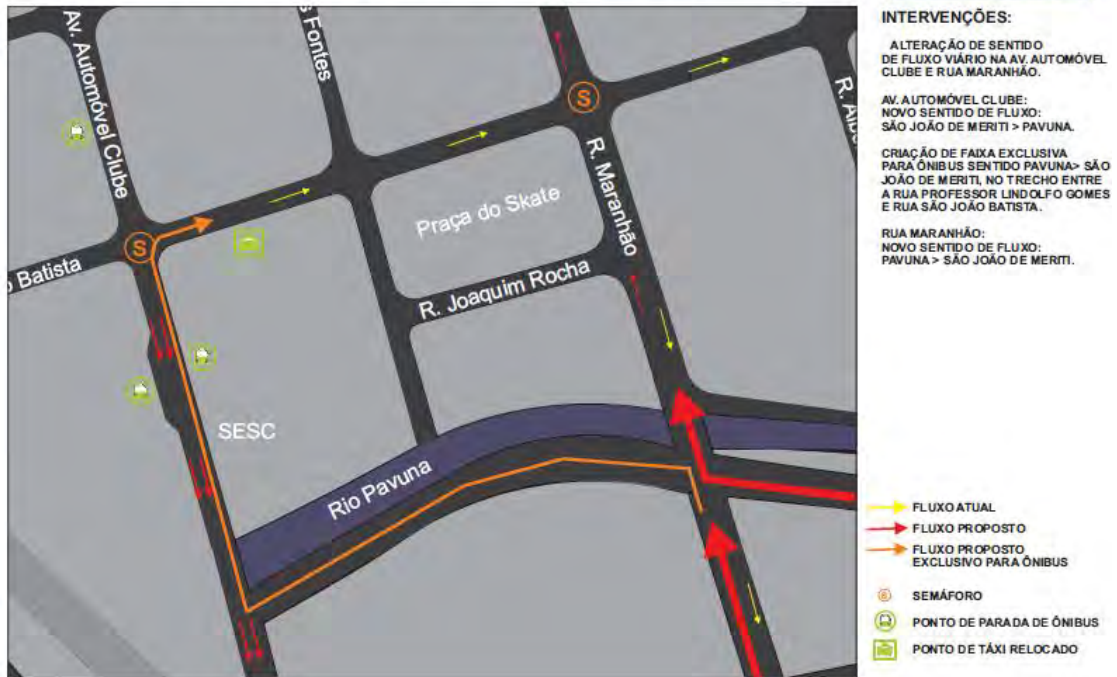 Av. Automóvel Clube
Fontes
R. Maranhão
S
S
Batista
Praça do Skate
R. Joaquim Rocha
SESC
Rio Pavuna
INTERVENÇÕES:
ALTERAÇÃO DE SENTIDO
DE FLUXO VIÁRIO NA AV. AUTOMÓVEL
CLUBE E RUA MARANHÃO.
AV. AUTOMÓVEL CLUBE:
NOVO SENTIDO DE FLUXO:
SÃO JOÃO DE MERITI > PAVUNA.
CRIAÇÃO DE FAIXA EXCLUSIVA
PARA ÔNIBUS SENTIDO PAVUNA> SÃO
JOÃO DE MERITI, NO TRECHO ENTRE
A RUA PROFESSOR LINDOLFO GOMES
E RUA SÃO JOÃO BATISTA.
RUA MARANHÃO:
NOVO SENTIDO DE FLUXO:
PAVUNA > SÃO JOÃO DE MERITI.
FLUXO ATUAL
FLUXO PROPOSTO
FLUXO PROPOSTO
EXCLUSIVO PARA ÔNIBUS
S SEMÁFORO
PONTO DE PARADA DE ÔNIBUS
PONTO DE TÁXI RELOCADO